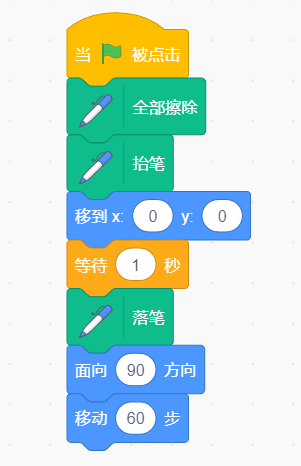 当 被点击
全部擦除
抬笔
移到 x: 0 y: 0
等待 1 秒
落笔
面向 90 方向
移动 60 步